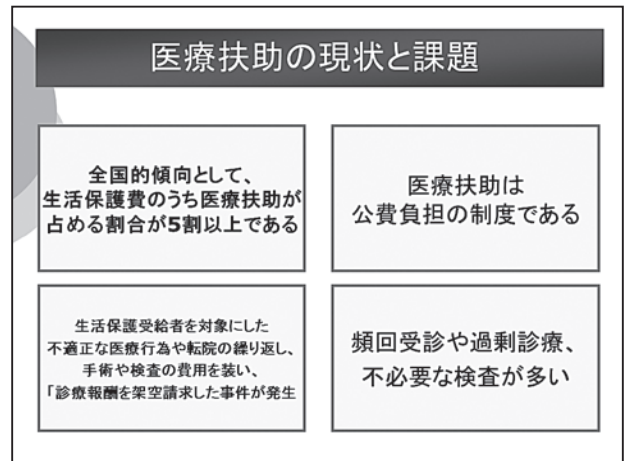 医療扶助の現状と課題
全国的傾向として、
生活保護費のうち医療扶助が
占める割合が5割以上である
医療扶助は
公費負担の制度である
生活保護受給者を対象にした
不適正な医療行為や転院の繰り返し、
手術や検査の費用を装い、
「診療報酬を架空請求した事件が発生
頻回受診や過剰診療、
不必要な検査が多い